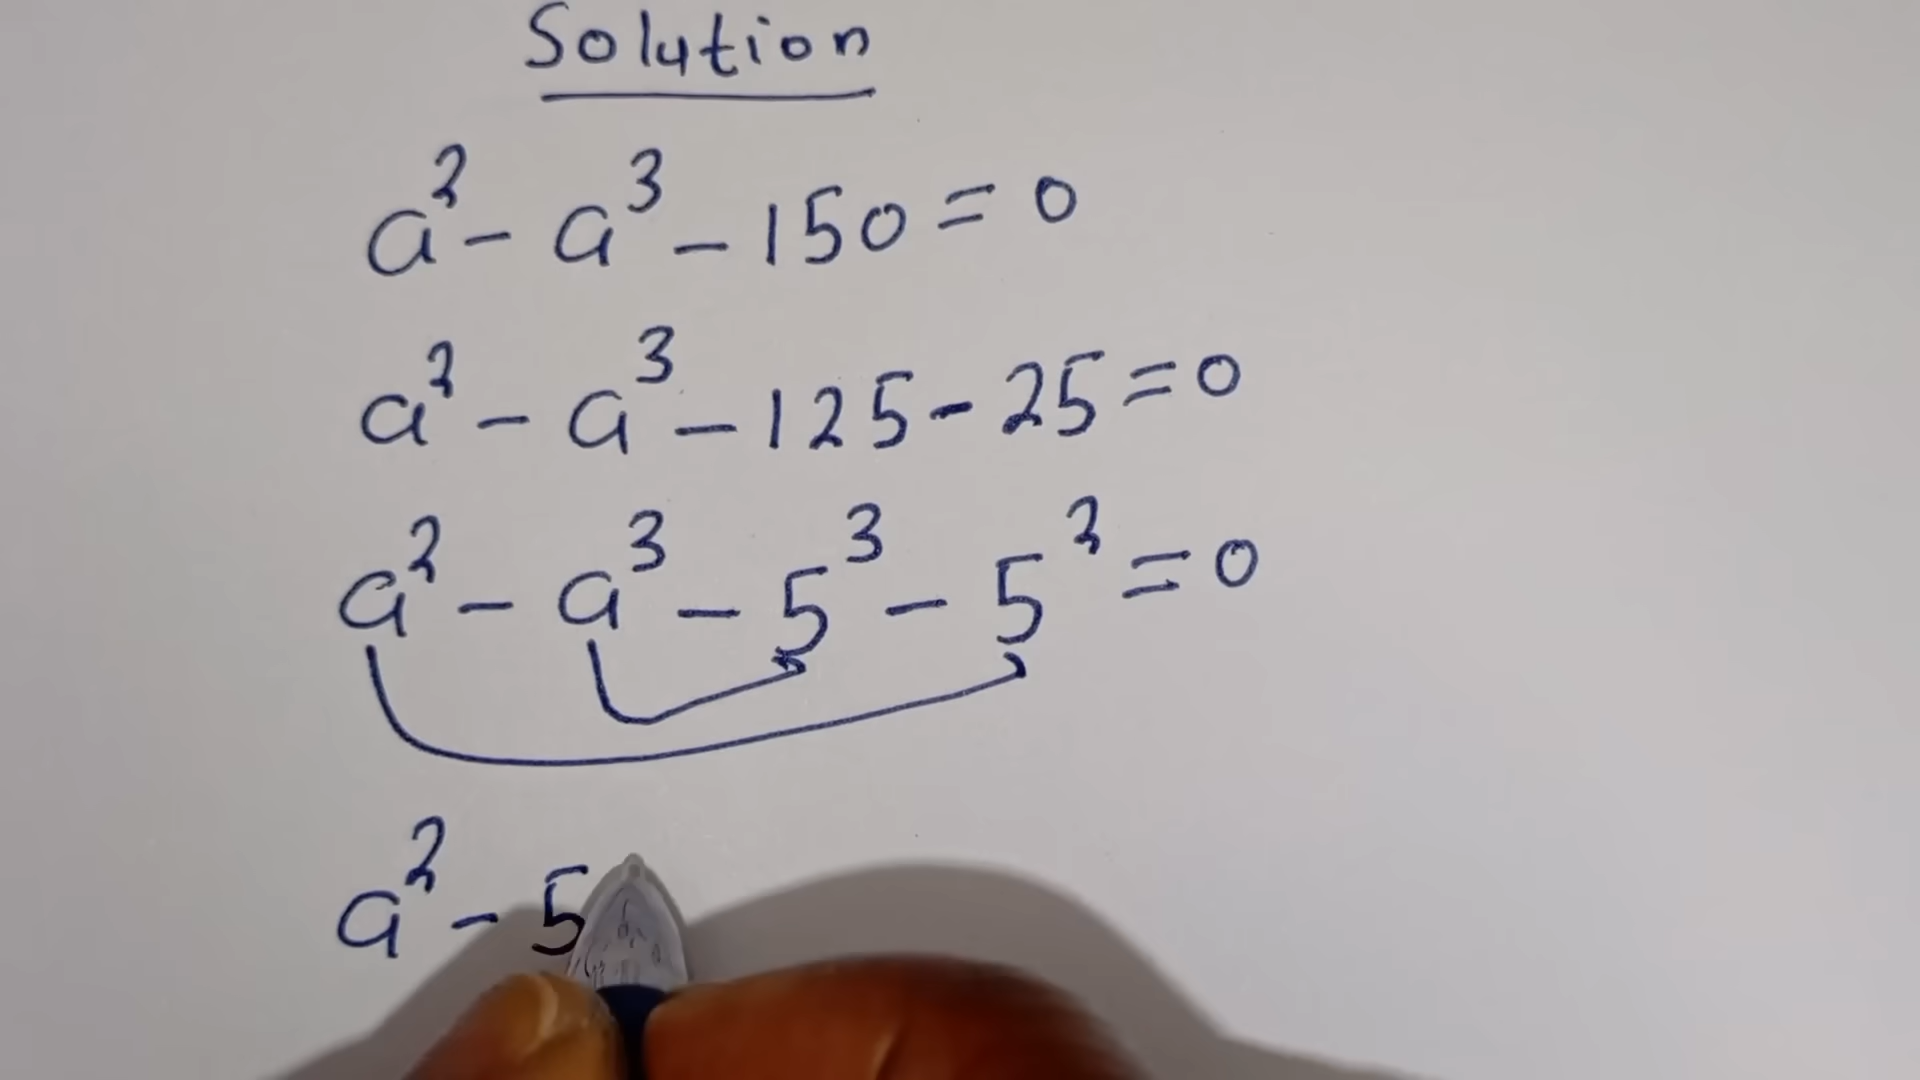 Solution
a² - a³ - 150 = 0
a² - a³ - 125 - 25 = 0
a² - a³ - 5³ - 5² = 0
a² - 5